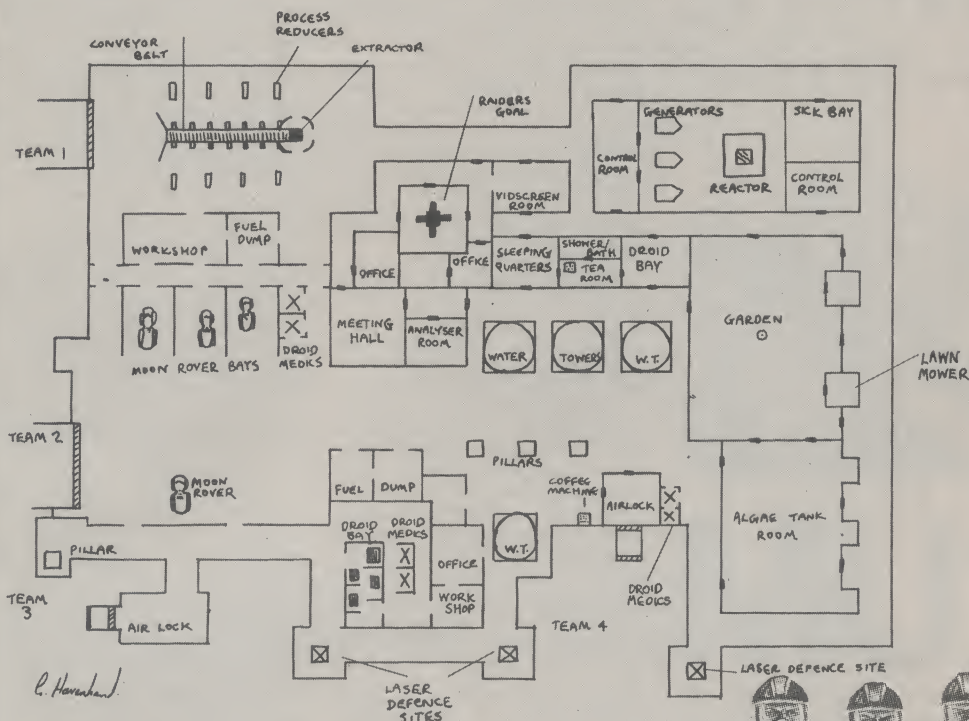 PROCESS
REDUCERS
CONVEYOR
BELT
EXTRACTOR
RAIDERS
GOAL
GENERATORS
SICK BAY
TEAM 1
CONTROL
ROOM
REACTOR
CONTROL
ROOM
VIDSCREEN
ROOM
FUEL
DUMP
WORKSHOP
OFFICE
OFFICE
SLEEPING
QUARTERS
SHOWER/
BATH
TEA
ROOM
DROID
BAY
GARDEN
MEETING
HALL
ANALYSER
ROOM
WATER
TOWERS
W.T.
MOON ROVER BAYS
DROID
MEDICS
LAWN
MOWER
TEAM 2
MOON
ROVER
PILLARS
FUEL
DUMP
COFFEE
MACHINE
AIRLOCK
ALGAE TANK
ROOM
DROID
BAY
DROID
MEDICS
W.T.
PILLAR
OFFICE
WORK
SHOP
DROID
MEDICS
TEAM
3
AIR LOCK
TEAM 4
LASER DEFENCE SITE
LASER
DEFENCE
SITES